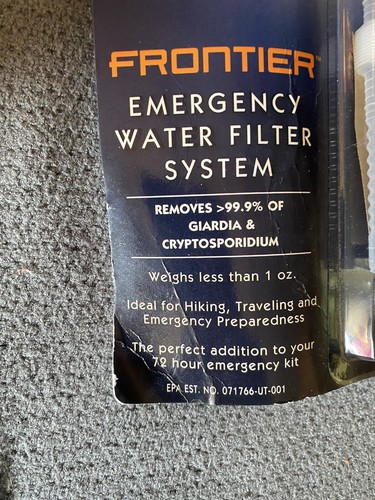 FRONTIER™
EMERGENCY
WATER FILTER
SYSTEM
REMOVES >99.9% OF
GIARDIA &
CRYPTOSPORIDIUM
Weighs less than 1 oz.
Ideal for Hiking, Traveling and
Emergency Preparedness
The perfect addition to your
72 hour emergency kit
EPA EST. NO. 071766-UT-001